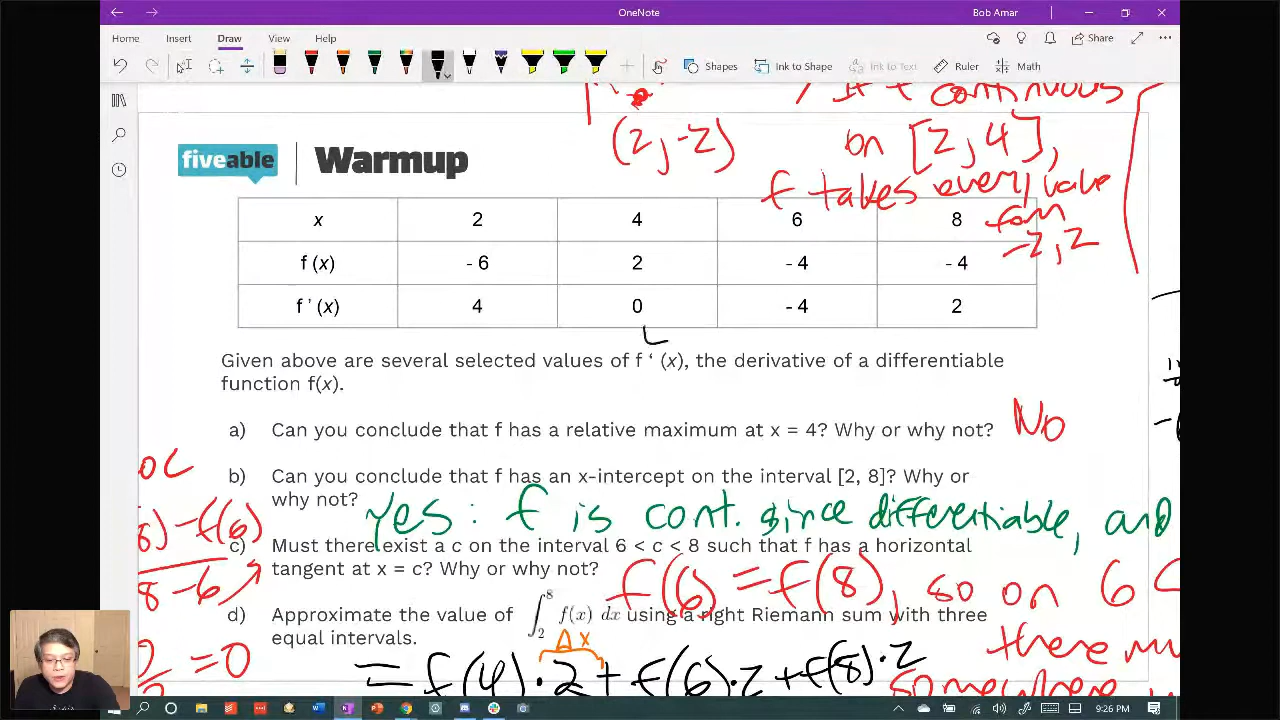 OneNote
Bob Amar
Home Insert Draw View Help
Share
Shapes Ink to Shape Ink to Text Ruler Math
If f continuous
(2,-2) on [2, 4],
f takes every value
-2, 2
fiveable Warmup
x 2 4 6 8
f (x) - 6 2 - 4 - 4
f ' (x) 4 0 - 4 2
Given above are several selected values of f ‘ (x), the derivative of a differentiable
function f(x).
a) Can you conclude that f has a relative maximum at x = 4? Why or why not? No
b) Can you conclude that f has an x-intercept on the interval [2, 8]? Why or
why not? Yes: f is cont. since differentiable, and
c) Must there exist a c on the interval 6 < c < 8 such that f has a horizontal
tangent at x = c? Why or why not?
f(6) = f(8), so on 6 <
8) - f(6)
8 - 6
= 0
d) Approximate the value of ∫₂⁸ f(x) dx using a right Riemann sum with three
equal intervals.
Δx
= f(4)·2 + f(6)·2 + f(8)·2
there
somewhere
9:26 PM